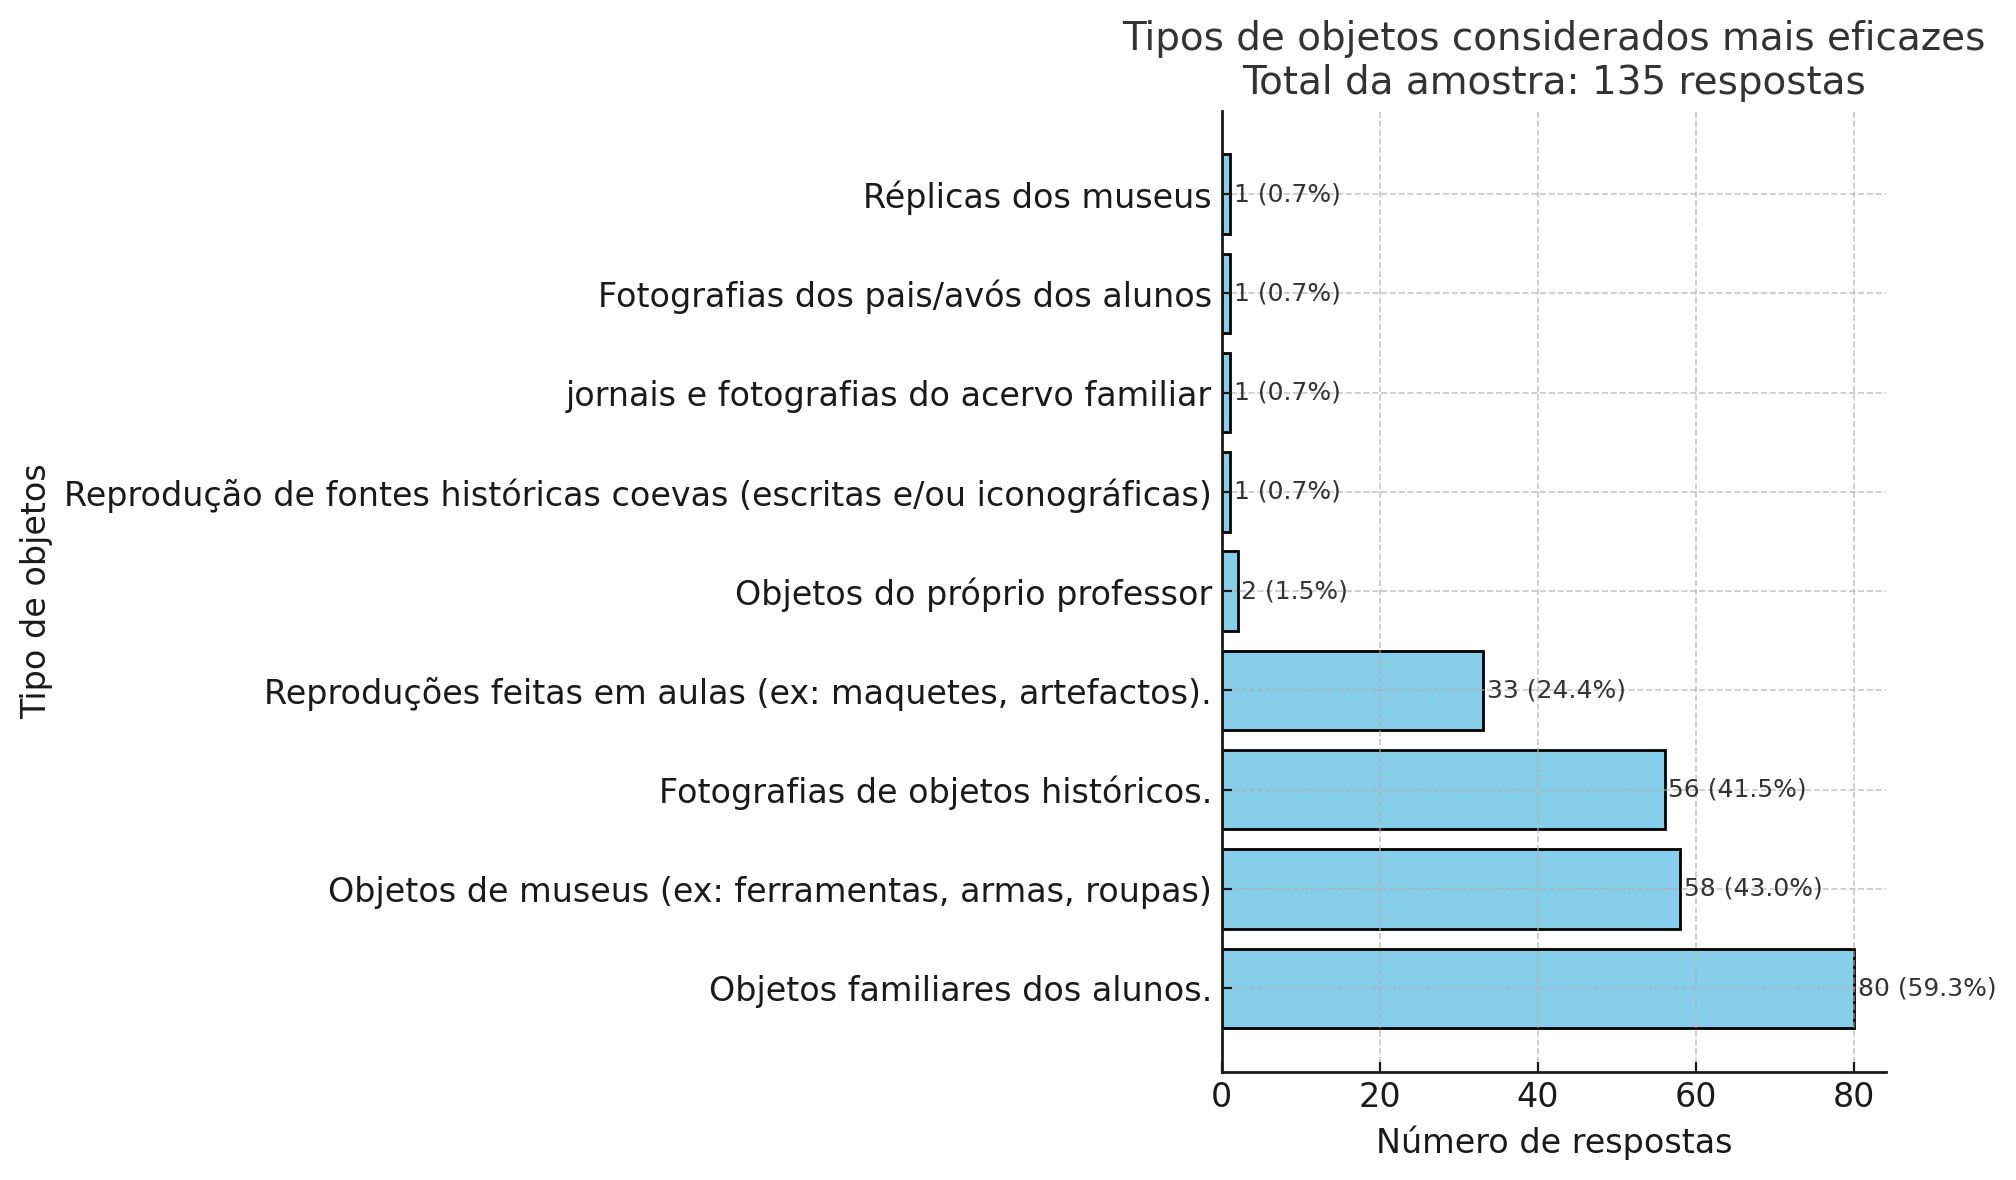 Tipos de objetos considerados mais eficazes
Total da amostra: 135 respostas
Tipo de objetos
Réplicas dos museus 1 (0.7%)
Fotografias dos pais/avós dos alunos 1 (0.7%)
jornais e fotografias do acervo familiar 1 (0.7%)
Reprodução de fontes históricas coevas (escritas e/ou iconográficas) 1 (0.7%)
Objetos do próprio professor 2 (1.5%)
Reproduções feitas em aulas (ex: maquetes, artefactos). 33 (24.4%)
Fotografias de objetos históricos. 56 (41.5%)
Objetos de museus (ex: ferramentas, armas, roupas) 58 (43.0%)
Objetos familiares dos alunos. 80 (59.3%)
0 20 40 60 80
Número de respostas